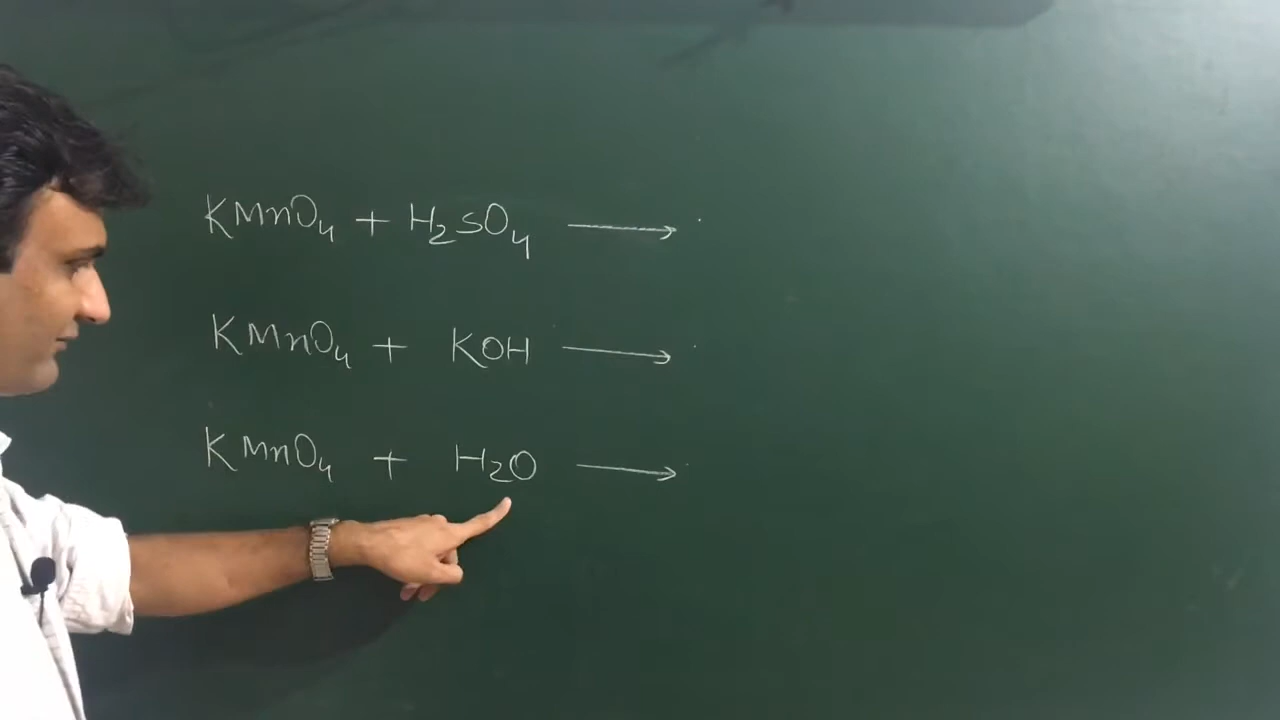 KMnO₄ + H₂SO₄ ⟶
KMnO₄ + KOH ⟶
KMnO₄ + H₂O ⟶